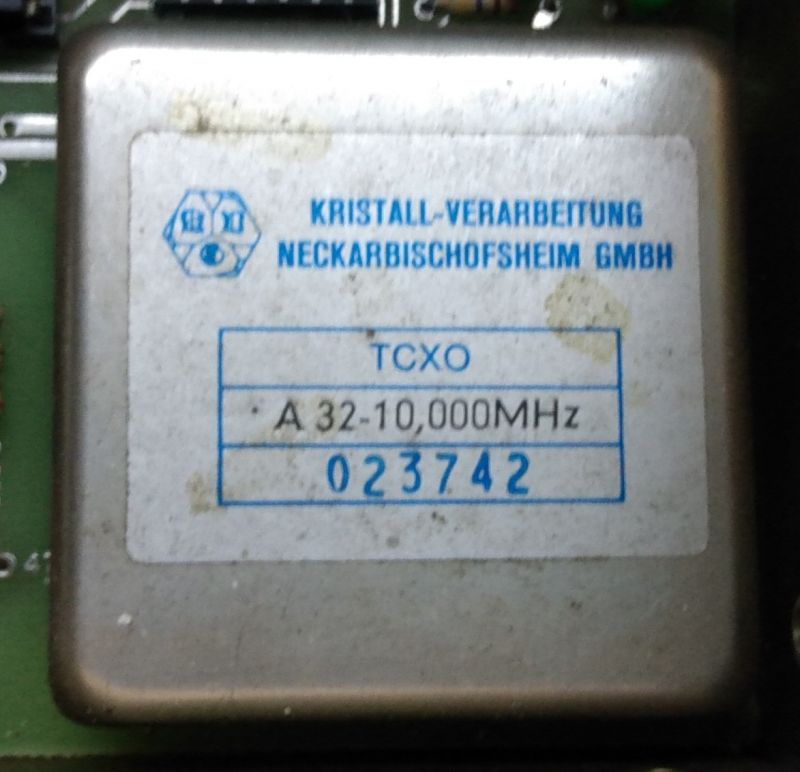 KRISTALL-VERARBEITUNG
NECKARBISCHOFSHEIM GMBH
TCXO
A 32-10,000MHz
023742